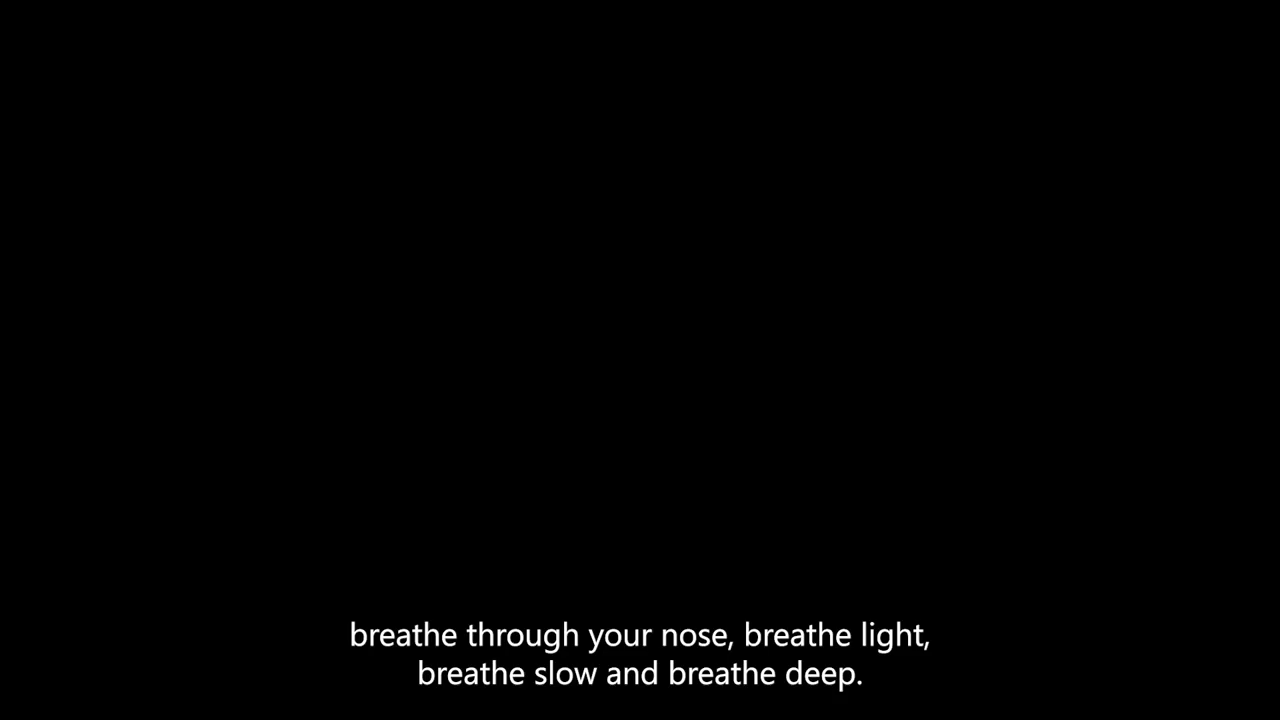 breathe through your nose, breathe light,
breathe slow and breathe deep.